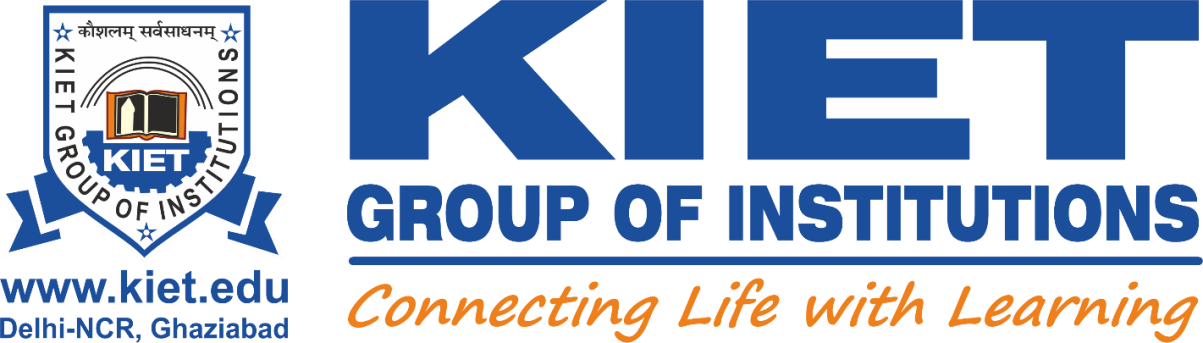 कौशलम् सर्वसाधनम्
KIET GROUP OF INSTITUTIONS
KIET
www.kiet.edu
Delhi-NCR, Ghaziabad
KIET
GROUP OF INSTITUTIONS
Connecting Life with Learning